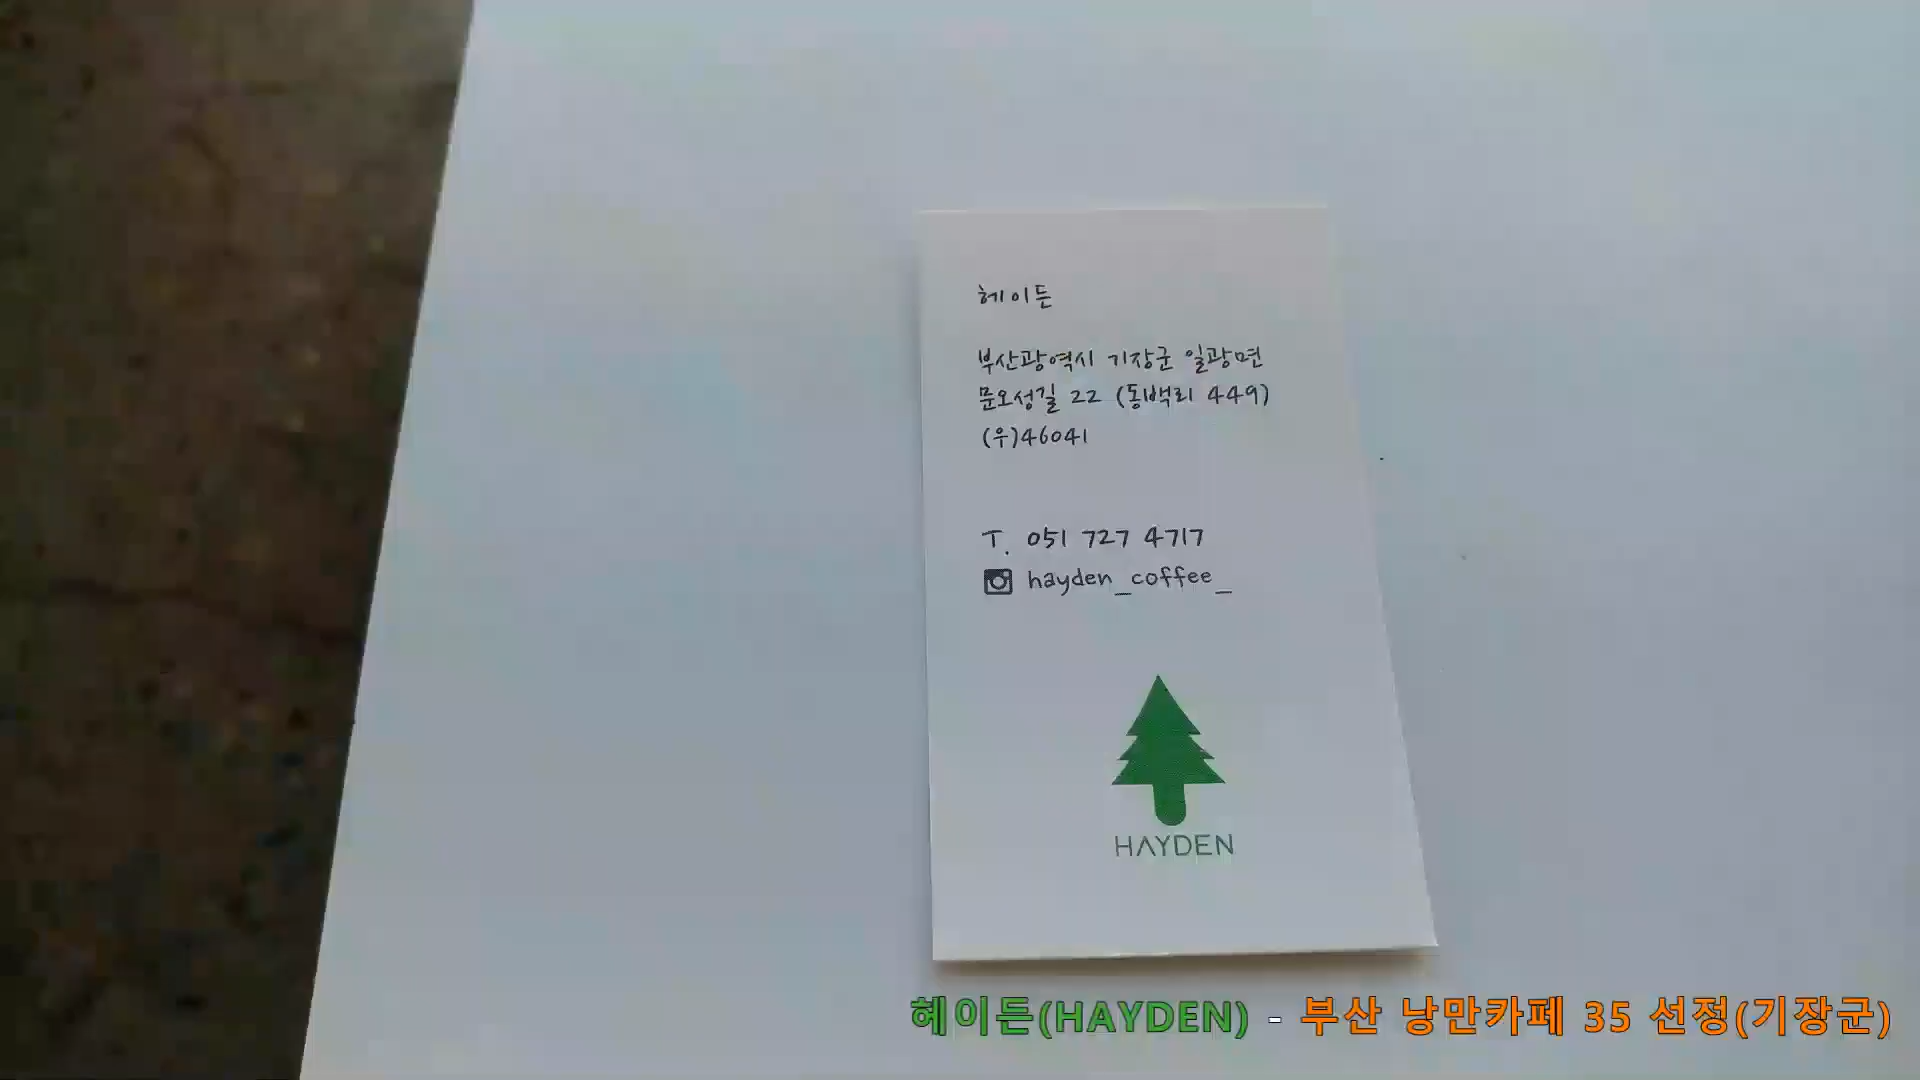 헤이든
부산광역시 기장군 일광면
문오성길 22 (동백리 449)
(우)46041
T. 051 727 4717
hayden_coffee_
HAYDEN
헤이든(HAYDEN) - 부산 낭만카페 35 선정(기장군)